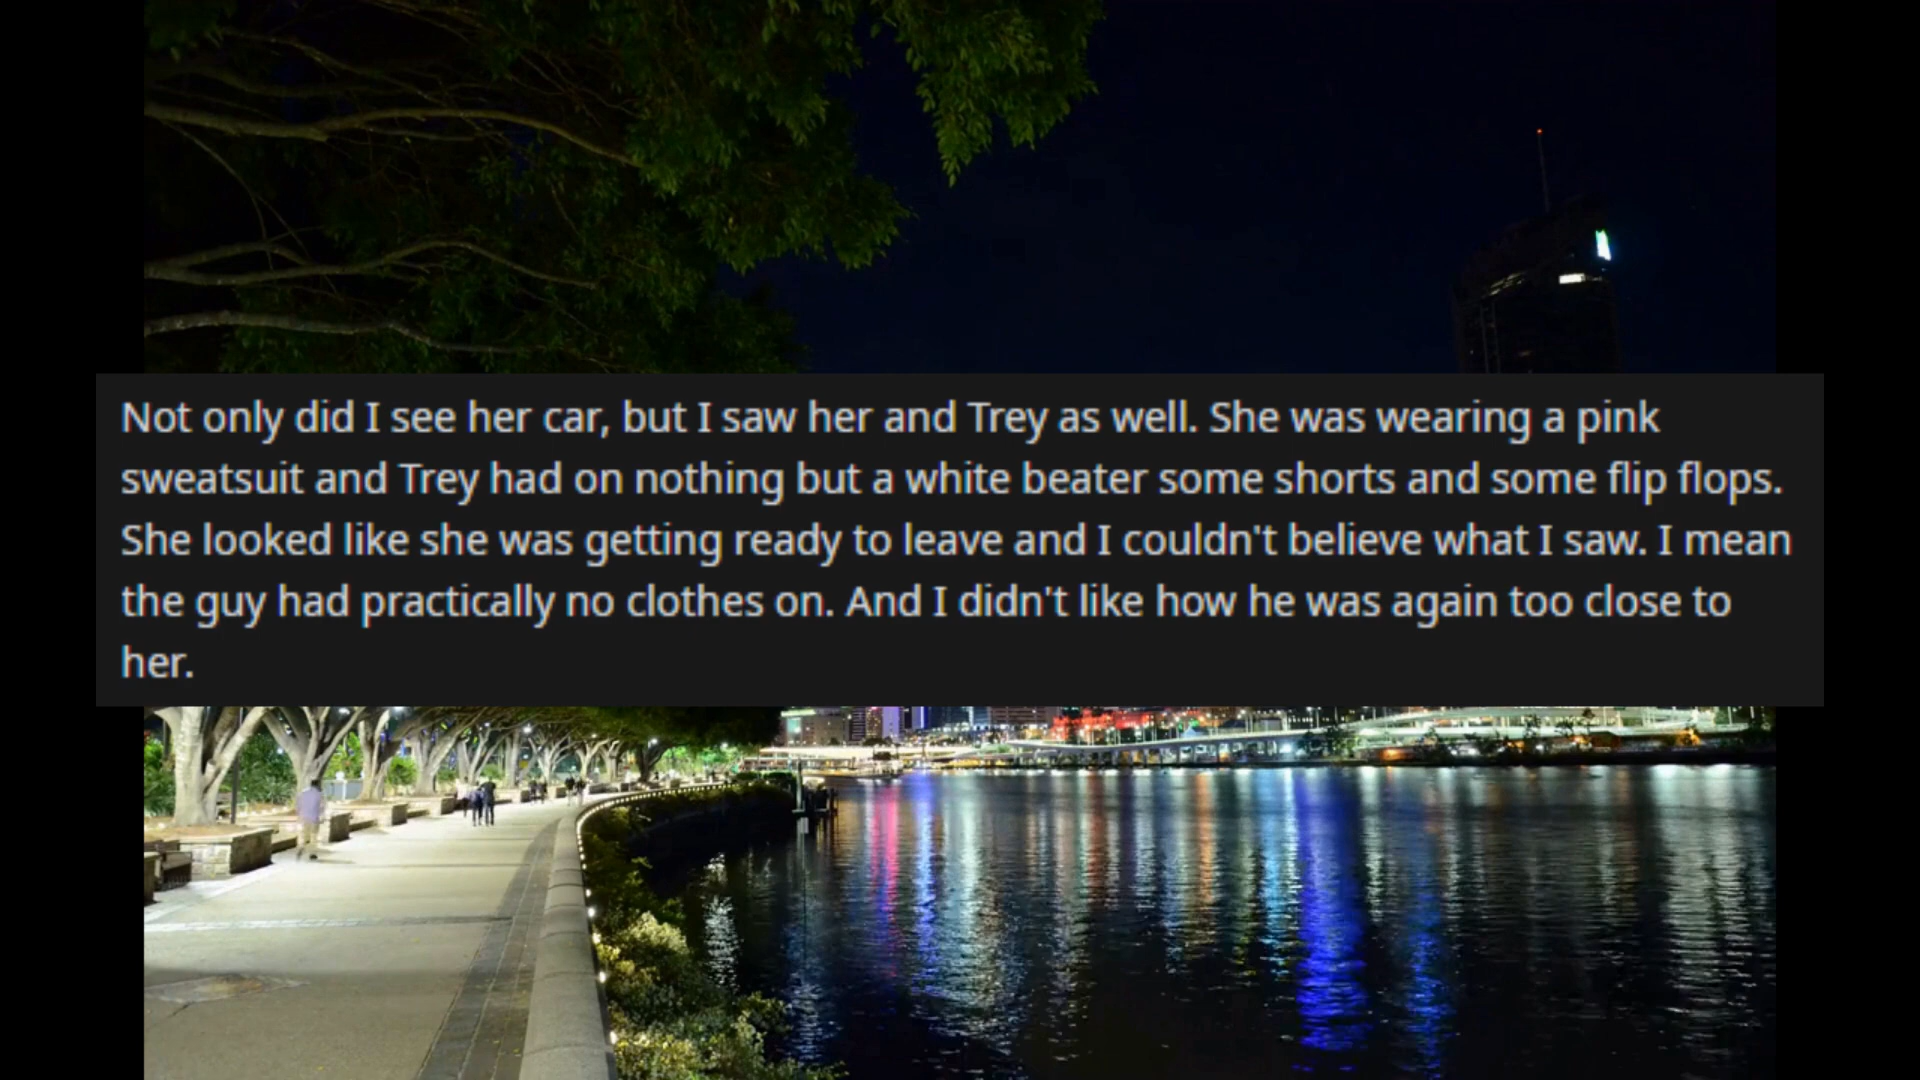 Not only did I see her car, but I saw her and Trey as well. She was wearing a pink
sweatsuit and Trey had on nothing but a white beater some shorts and some flip flops.
She looked like she was getting ready to leave and I couldn't believe what I saw. I mean
the guy had practically no clothes on. And I didn't like how he was again too close to
her.